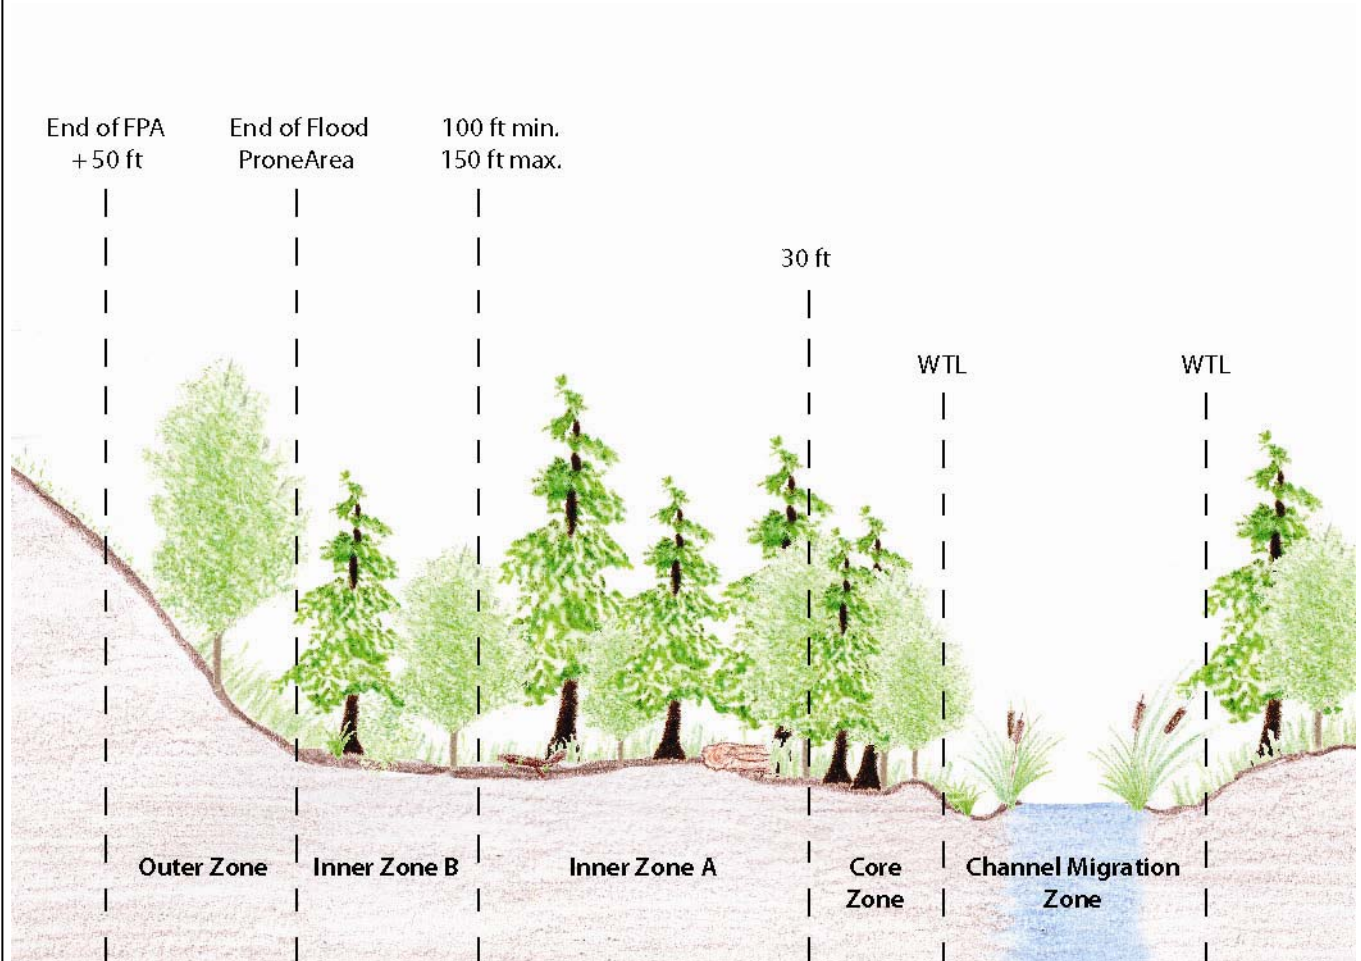 End of FPA
+50 ft
End of Flood
ProneArea
100 ft min.
150 ft max.
30 ft
WTL
WTL
Outer Zone
Inner Zone B
Inner Zone A
Core
Zone
Channel Migration
Zone